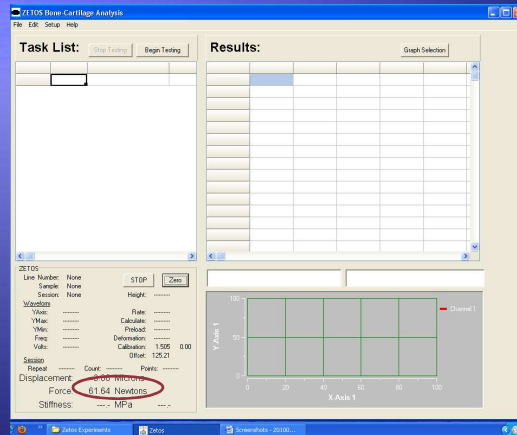 ZETOS Bone-Cartilage Analysis
File Edit Setup Help
Task List: Stop Testing Begin Testing
Results: Graph Selection
ZETOS
Line Number: None STOP Zero
Sample: None
Session: None Height: --------
Waveform
YAxis: -------- Rate: --------
YMax: -------- Calculate: --------
YMin: -------- Preload: --------
Freq: -------- Deformation: --------
Volts: -------- Calibration: 1.505 0.00
Offset: 125.21
Session
Repeat -------- Count: -------- Points: --------
Displacement: 0.00 Microns
Force: 61.64 Newtons
Stiffness: ---.- MPa ---.-
100
50
0
Y Axis 1
0 20 40 60 80 100
X Axis 1
Channel 1
Zetos Experiments Zetos Screenshots - 20100...